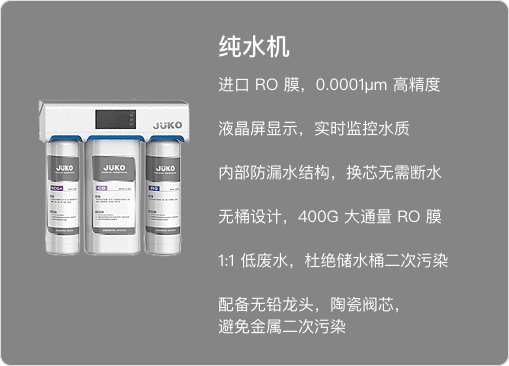 纯水机
进口 RO 膜，0.0001μm 高精度
液晶屏显示，实时监控水质
内部防漏水结构，换芯无需断水
无桶设计，400G 大通量 RO 膜
1:1 低废水，杜绝储水桶二次污染
配备无铅龙头，陶瓷阀芯，
避免金属二次污染
JUKO
JUKO
JUKO
JUKO